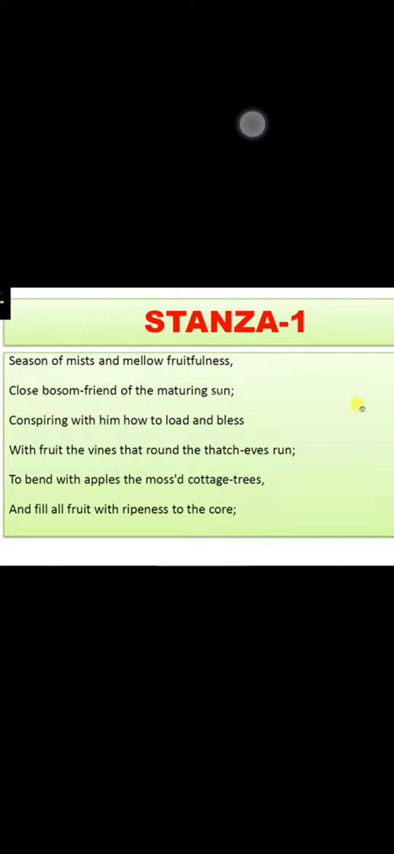 STANZA-1
Season of mists and mellow fruitfulness,
Close bosom-friend of the maturing sun;
Conspiring with him how to load and bless
With fruit the vines that round the thatch-eves run;
To bend with apples the moss'd cottage-trees,
And fill all fruit with ripeness to the core;